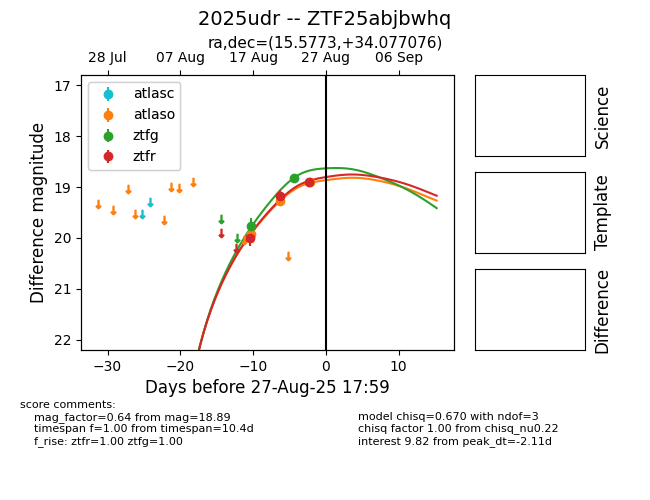 2025udr -- ZTF25abjbwhq
ra,dec=(15.5773,+34.077076)
28 Jul 07 Aug 17 Aug 27 Aug 06 Sep
17
18
19
20
21
22
Difference magnitude
atlasc
atlaso
ztfg
ztfr
−30 −20 −10 0 10
Days before 27-Aug-25 17:59
Science
Template
Difference
score comments:
mag_factor=0.64 from mag=18.89
timespan f=1.00 from timespan=10.4d
f_rise: ztfr=1.00 ztfg=1.00
model chisq=0.670 with ndof=3
chisq factor 1.00 from chisq_nu0.22
interest 9.82 from peak_dt=-2.11d